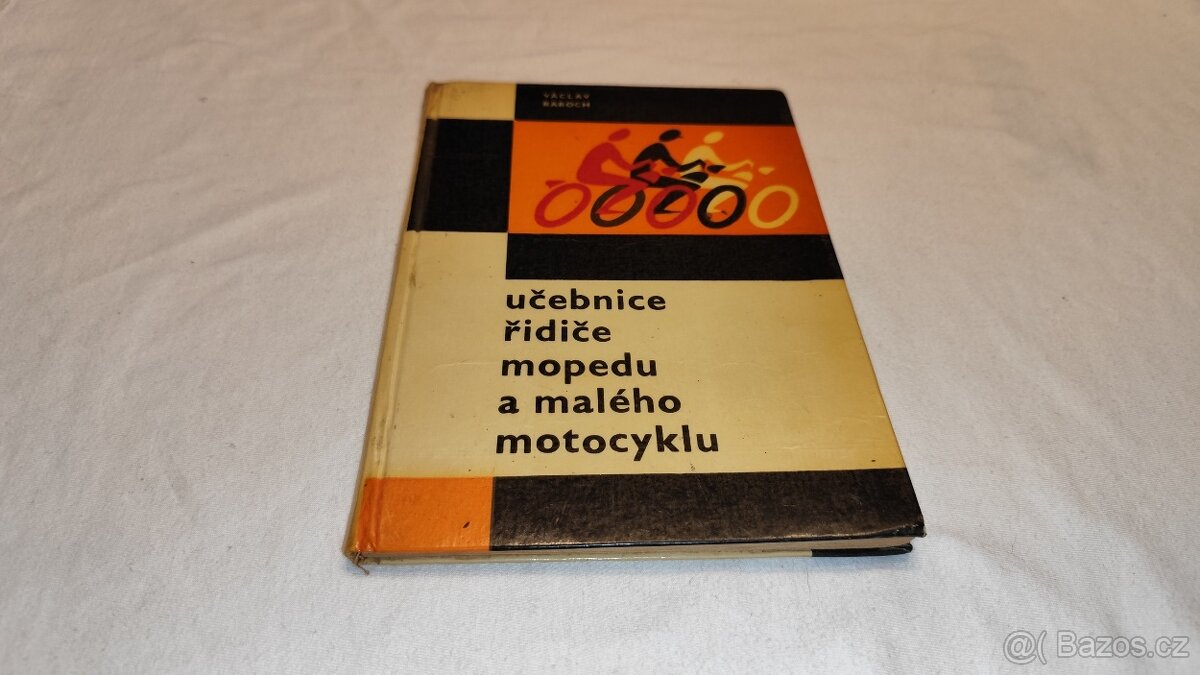 VÁCLAV
BAROCH
učebnice
řidiče
mopedu
a malého
motocyklu
@( Bazos.cz